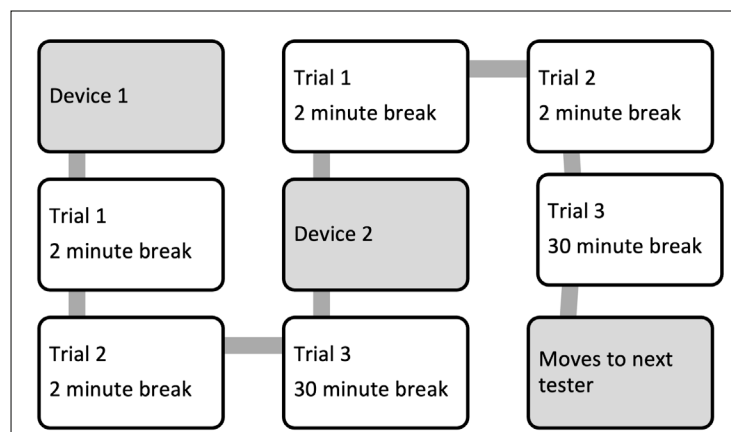 Device 1
Trial 1
2 minute break
Trial 2
2 minute break
Trial 3
30 minute break
Device 2
Trial 1
2 minute break
Trial 2
2 minute break
Trial 3
30 minute break
Moves to next
tester